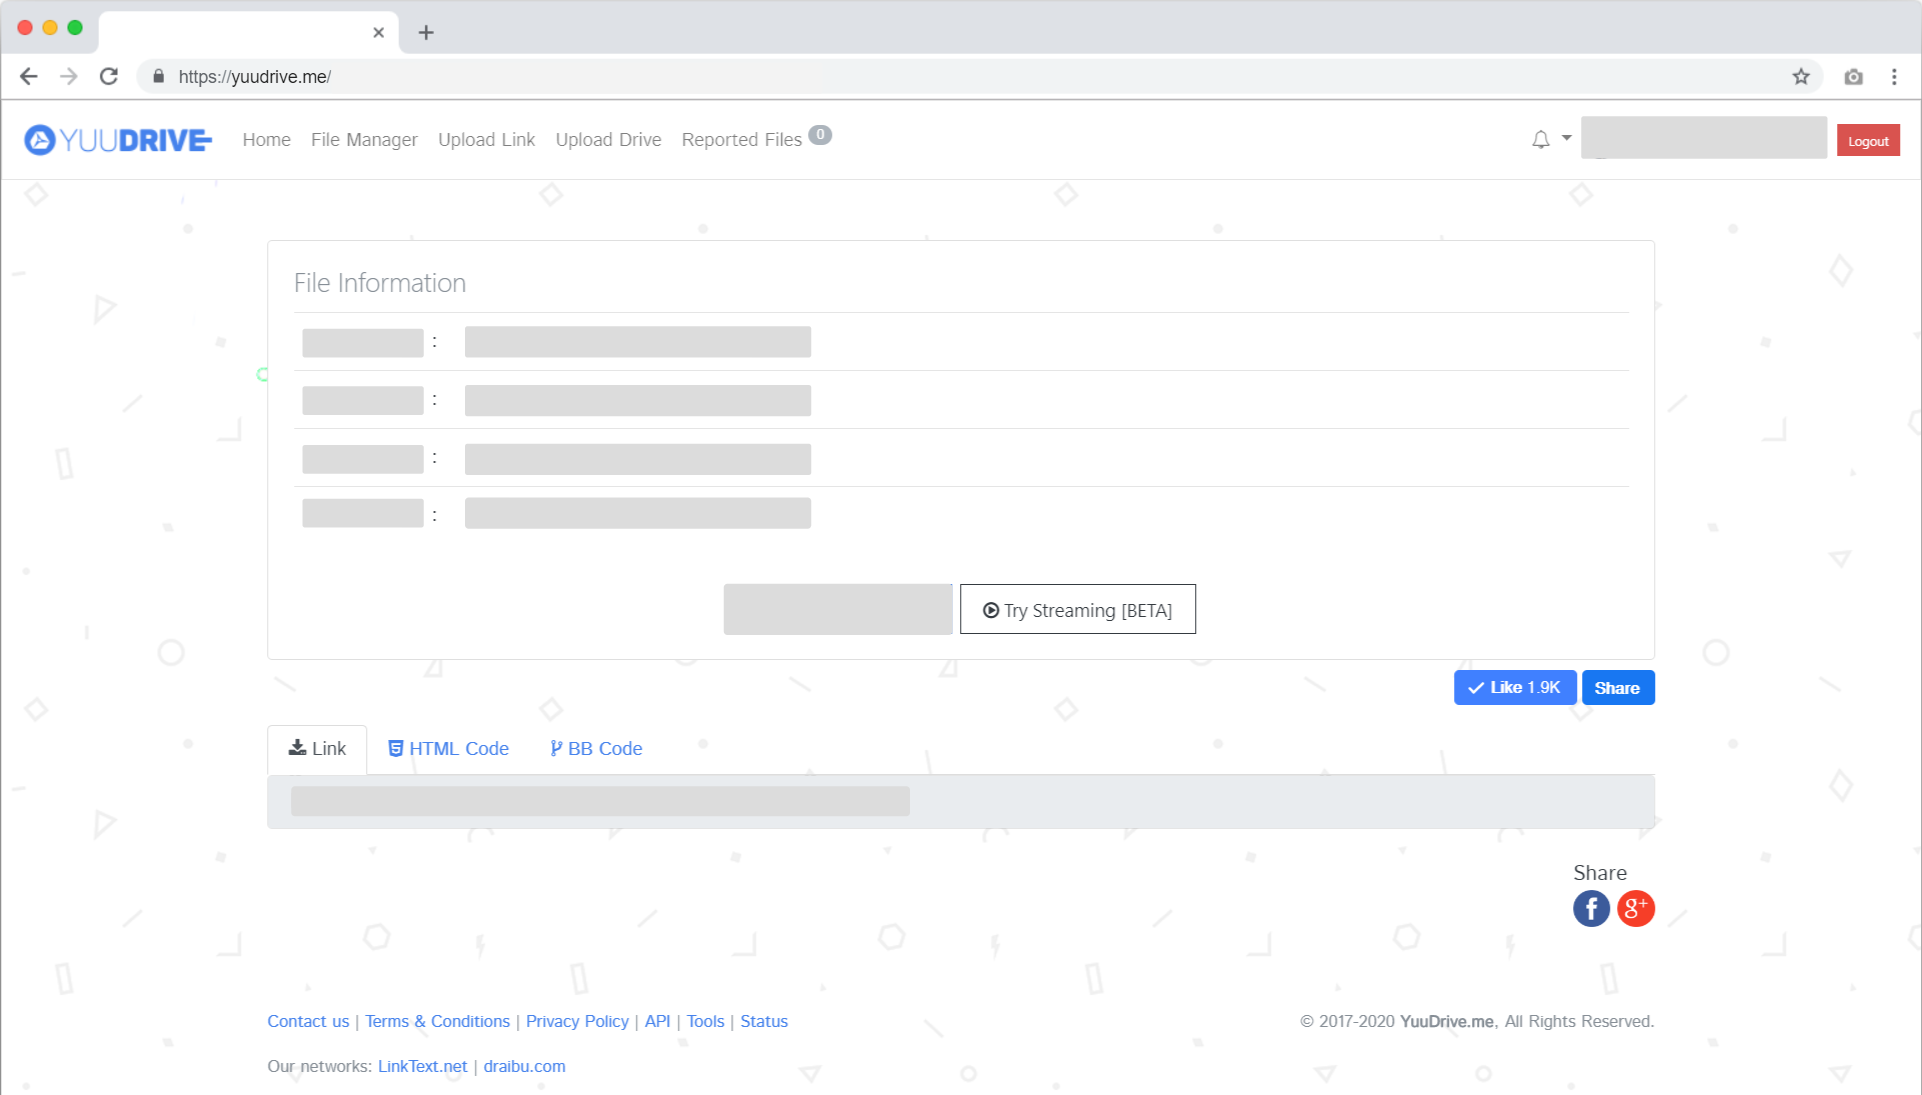 https://yuudrive.me/
YUUDRIVE
Home File Manager Upload Link Upload Drive Reported Files 0
Logout
File Information
:
:
:
:
Try Streaming [BETA]
Like 1.9K Share
Link HTML Code BB Code
Share
f g+
Contact us | Terms & Conditions | Privacy Policy | API | Tools | Status
© 2017-2020 YuuDrive.me, All Rights Reserved.
Our networks: LinkText.net | draibu.com